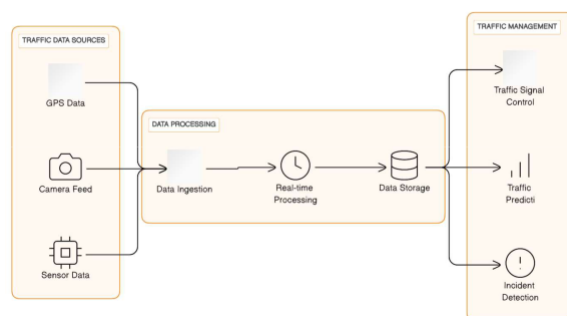 TRAFFIC DATA SOURCES
GPS Data
Camera Feed
Sensor Data
DATA PROCESSING
Data Ingestion
Real-time
Processing
Data Storage
TRAFFIC MANAGEMENT
Traffic Signal
Control
Traffic
Predicti
Incident
Detection